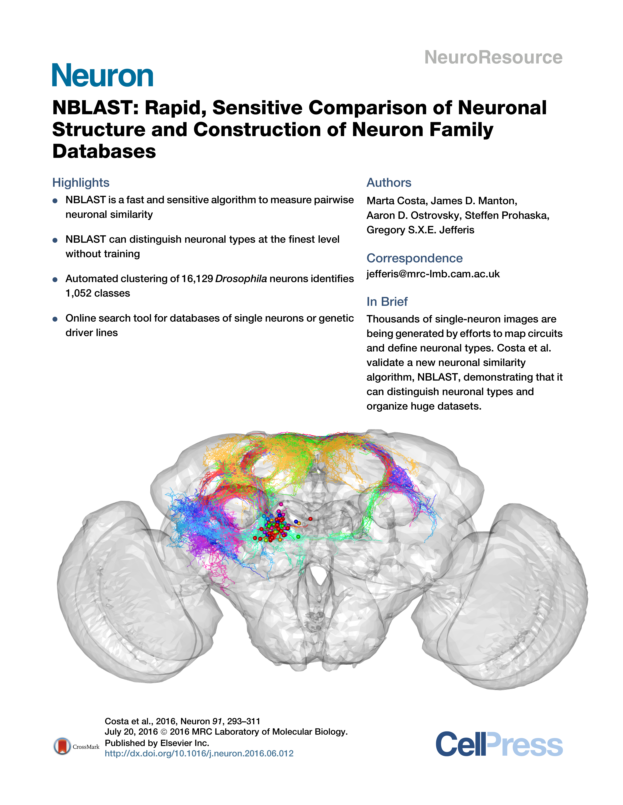 NeuroResource
Neuron
NBLAST: Rapid, Sensitive Comparison of Neuronal
Structure and Construction of Neuron Family
Databases
Highlights
• NBLAST is a fast and sensitive algorithm to measure pairwise
neuronal similarity
• NBLAST can distinguish neuronal types at the finest level
without training
• Automated clustering of 16,129 Drosophila neurons identifies
1,052 classes
• Online search tool for databases of single neurons or genetic
driver lines
Authors
Marta Costa, James D. Manton,
Aaron D. Ostrovsky, Steffen Prohaska,
Gregory S.X.E. Jefferis
Correspondence
jefferis@mrc-lmb.cam.ac.uk
In Brief
Thousands of single-neuron images are
being generated by efforts to map circuits
and define neuronal types. Costa et al.
validate a new neuronal similarity
algorithm, NBLAST, demonstrating that it
can distinguish neuronal types and
organize huge datasets.
Costa et al., 2016, Neuron 91, 293–311
July 20, 2016 © 2016 MRC Laboratory of Molecular Biology.
Published by Elsevier Inc.
http://dx.doi.org/10.1016/j.neuron.2016.06.012
CrossMark
CellPress